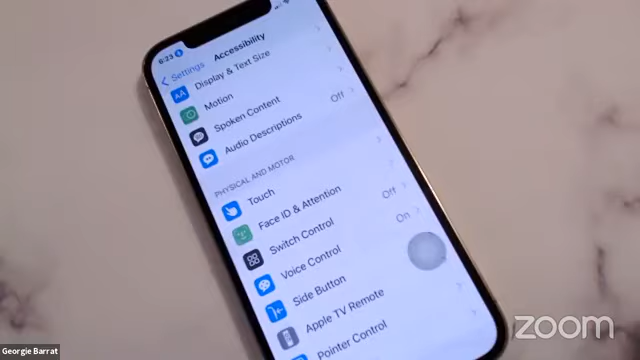 6:23
Settings
Accessibility
Display & Text Size
Motion
Spoken Content
Audio Descriptions
Off
PHYSICAL AND MOTOR
Touch
Face ID & Attention
Switch Control
Off
Voice Control
On
Side Button
Apple TV Remote
Pointer Control
Georgie Barrat
zoom